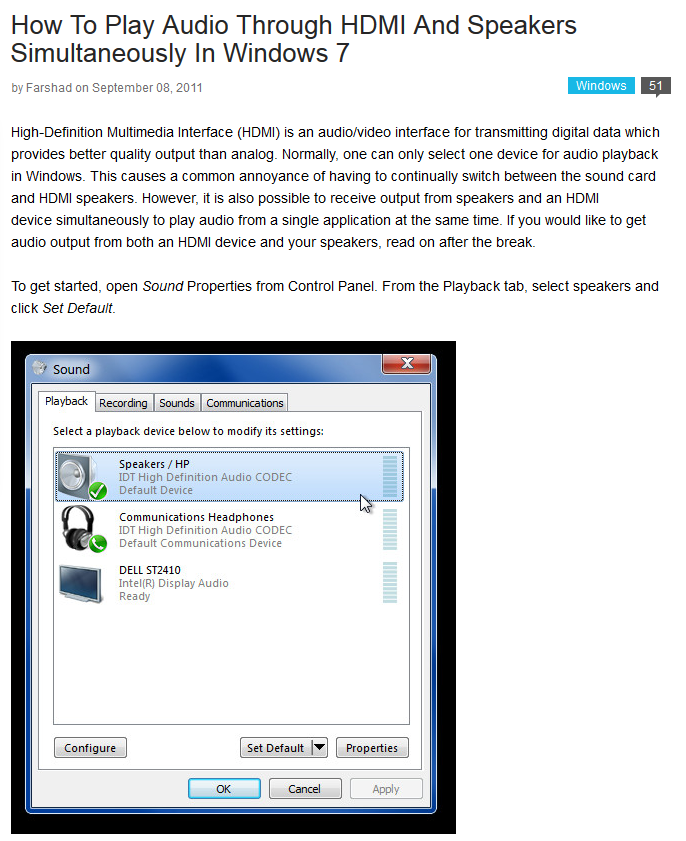 How To Play Audio Through HDMI And Speakers
Simultaneously In Windows 7
by Farshad on September 08, 2011
Windows
51
High-Definition Multimedia Interface (HDMI) is an audio/video interface for transmitting digital data which
provides better quality output than analog. Normally, one can only select one device for audio playback
in Windows. This causes a common annoyance of having to continually switch between the sound card
and HDMI speakers. However, it is also possible to receive output from speakers and an HDMI
device simultaneously to play audio from a single application at the same time. If you would like to get
audio output from both an HDMI device and your speakers, read on after the break.
To get started, open Sound Properties from Control Panel. From the Playback tab, select speakers and
click Set Default.
Sound
Playback Recording Sounds Communications
Select a playback device below to modify its settings:
Speakers / HP
IDT High Definition Audio CODEC
Default Device
Communications Headphones
IDT High Definition Audio CODEC
Default Communications Device
DELL ST2410
Intel(R) Display Audio
Ready
Configure Set Default Properties
OK Cancel Apply